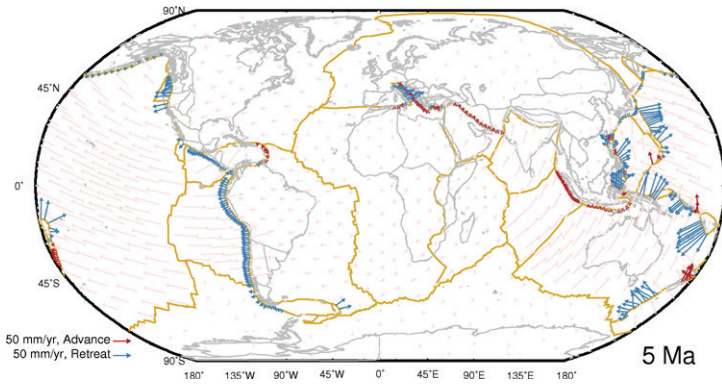 90˚N
45˚N
0˚
45˚S
50 mm/yr, Advance
50 mm/yr, Retreat
90˚S
5 Ma
180˚ 135˚W 90˚W 45˚W 0˚ 45˚E 90˚E 135˚E 180˚